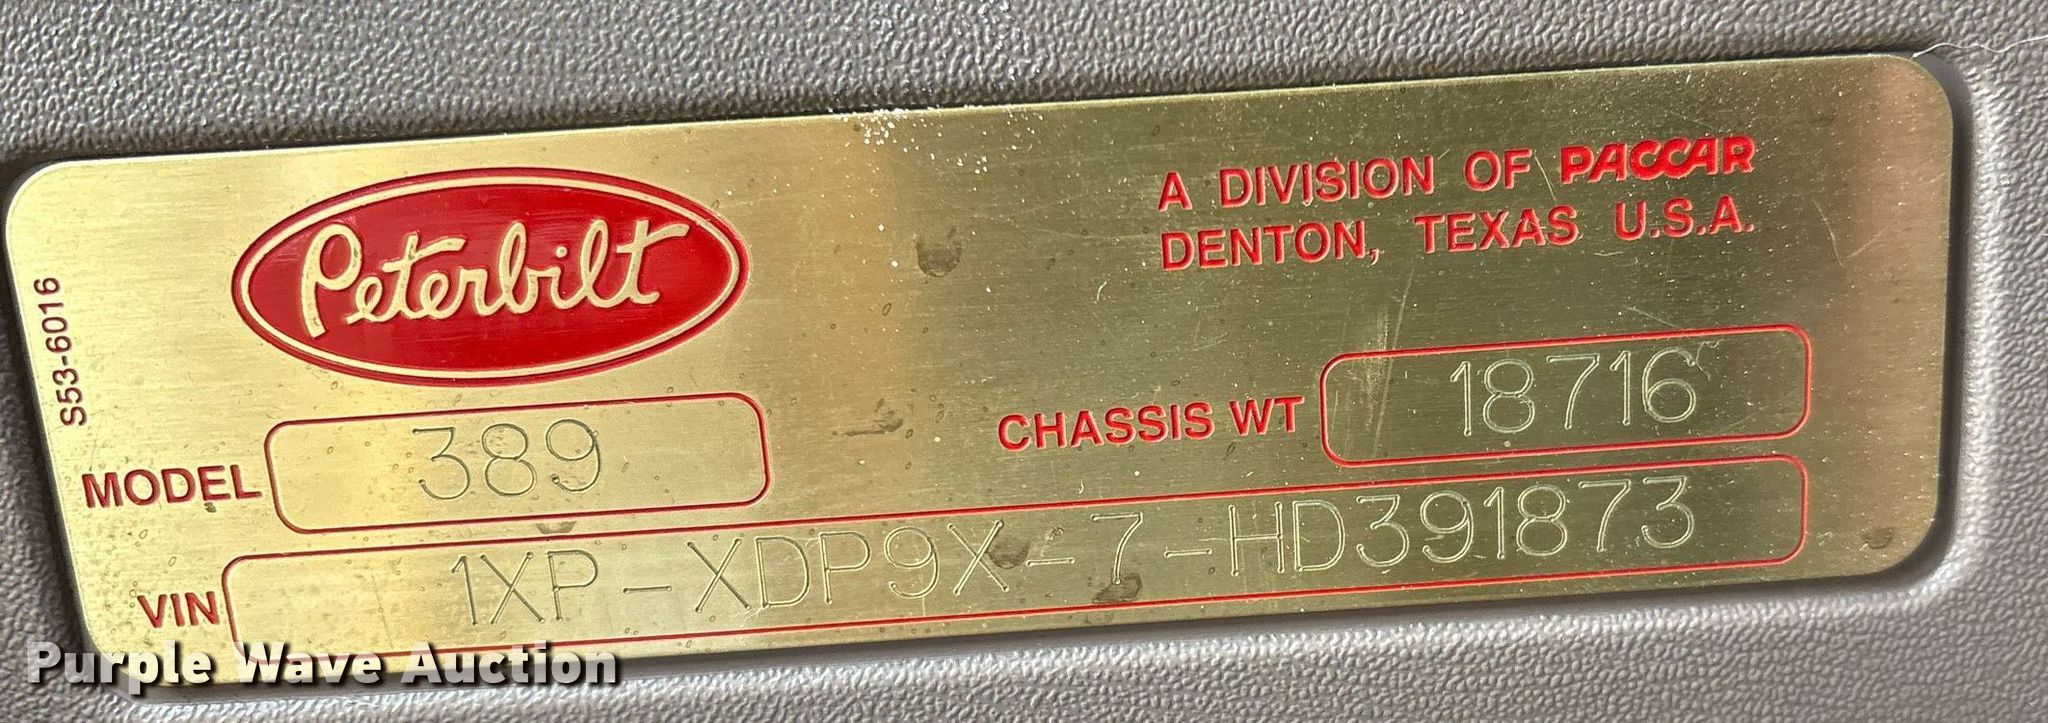 S53-6016
Peterbilt
A DIVISION OF PACCAR
DENTON, TEXAS U.S.A.
MODEL 389
CHASSIS WT 18716
VIN 1XP-XDP9X-7-HD391873
Purple Wave Auction